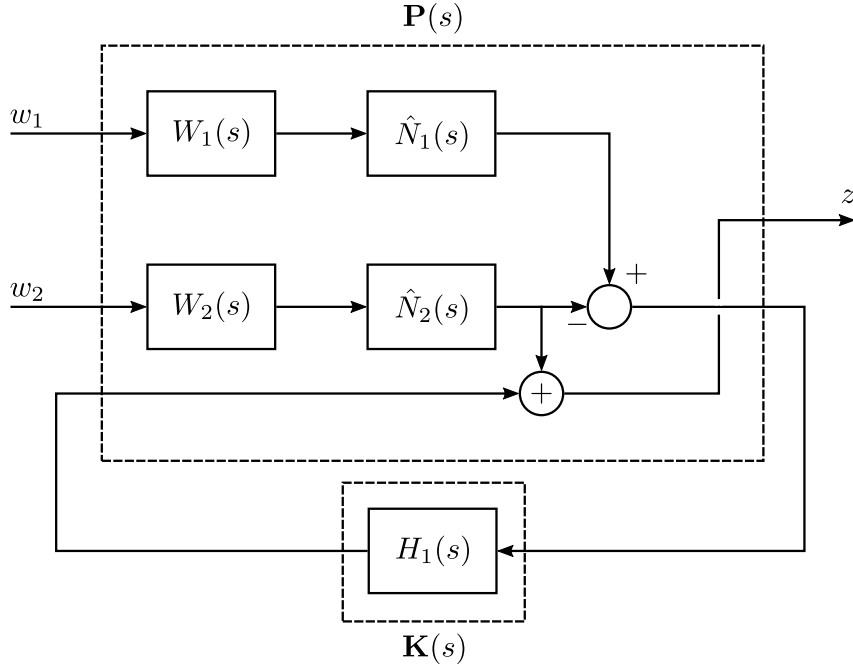 P(s)
w₁
W₁(s)
N̂₁(s)
z
+
w₂
W₂(s)
N̂₂(s)
−
+
H₁(s)
K(s)